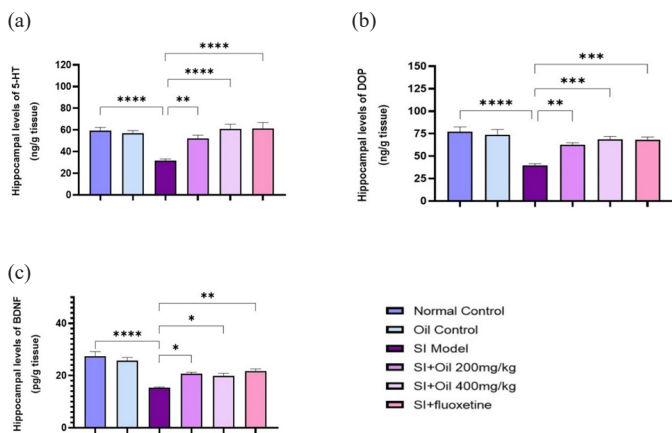 (a)
Hippocampal levels of 5-HT
(ng/g tissue)
120
100
80
60
40
20
0
****
****
****
**
(b)
Hippocampal levels of DOP
(ng/g tissue)
150
125
100
75
50
25
0
***
***
****
**
(c)
Hippocampal levels of BDNF
(pg/g tissue)
40
20
0
**
*
****
*
Normal Control
Oil Control
SI Model
SI+Oil 200mg/kg
SI+Oil 400mg/kg
SI+fluoxetine